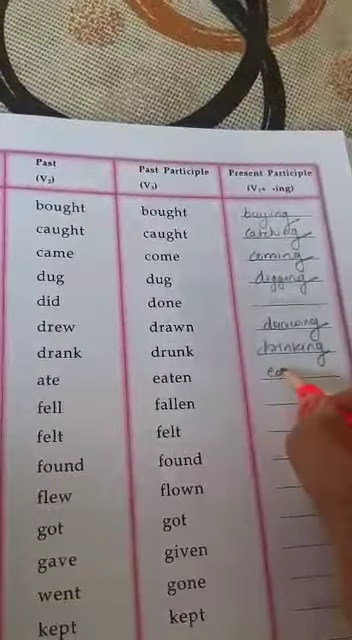 Past Past Participle Present Participle
(V₂) (V₃) (V₁+ -ing)
bought bought buying
caught caught catching
came come coming
dug dug digging
did done
drew drawn drawing
drank drunk drinking
ate eaten ea
fell fallen
felt felt
found found
flew flown
got got
gave given
went gone
kept kept